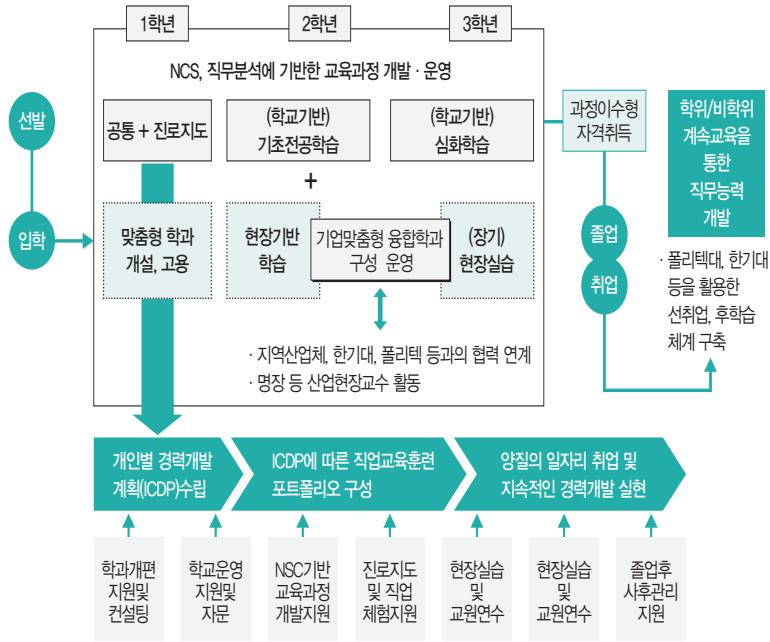 1학년
2학년
3학년
NCS, 직무분석에 기반한 교육과정 개발 · 운영
선발
입학
공통 + 진로지도
(학교기반)
기초전공학습
(학교기반)
심화학습
+
맞춤형 학과
개설, 고용
현장기반
학습
기업맞춤형 융합학과
구성 운영
(장기)
현장실습
· 지역산업체, 한기대, 폴리텍 등과의 협력 연계
· 명장 등 산업현장교수 활동
과정이수형
자격취득
졸업
취업
학위/비학위
계속교육을
통한
직무능력
개발
· 폴리텍대, 한기대
등을 활용한
선취업, 후학습
체계 구축
개인별 경력개발
계획(ICDP)수립
ICDP에 따른 직업교육훈련
포트폴리오 구성
양질의 일자리 취업 및
지속적인 경력개발 실현
학과개편
지원및
컨설팅
학교운영
지원및
자문
NSC기반
교육과정
개발지원
진로지도
및 직업
체험지원
현장실습
및
교원연수
현장실습
및
교원연수
졸업후
사후관리
지원